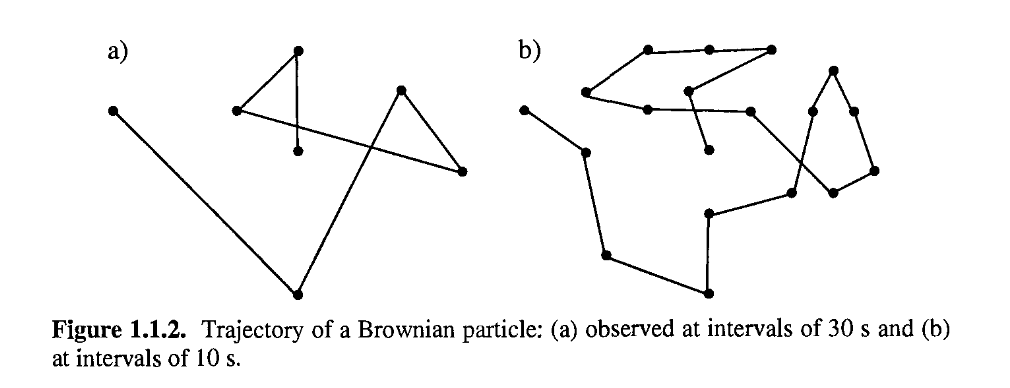 a)
b)
Figure 1.1.2. Trajectory of a Brownian particle: (a) observed at intervals of 30 s and (b)
at intervals of 10 s.